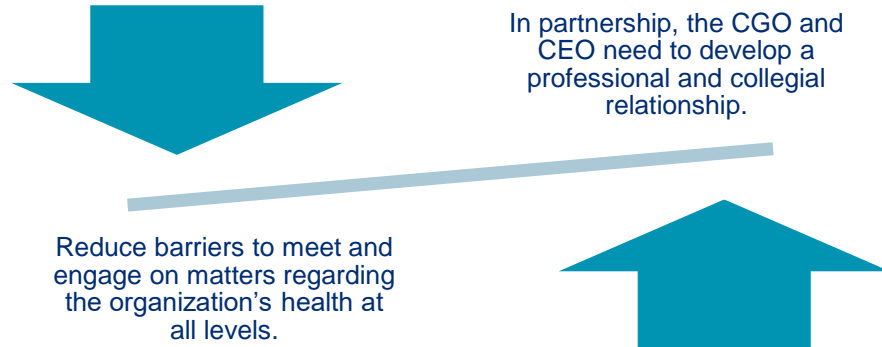 In partnership, the CGO and
CEO need to develop a
professional and collegial
relationship.
Reduce barriers to meet and
engage on matters regarding
the organization's health at
all levels.